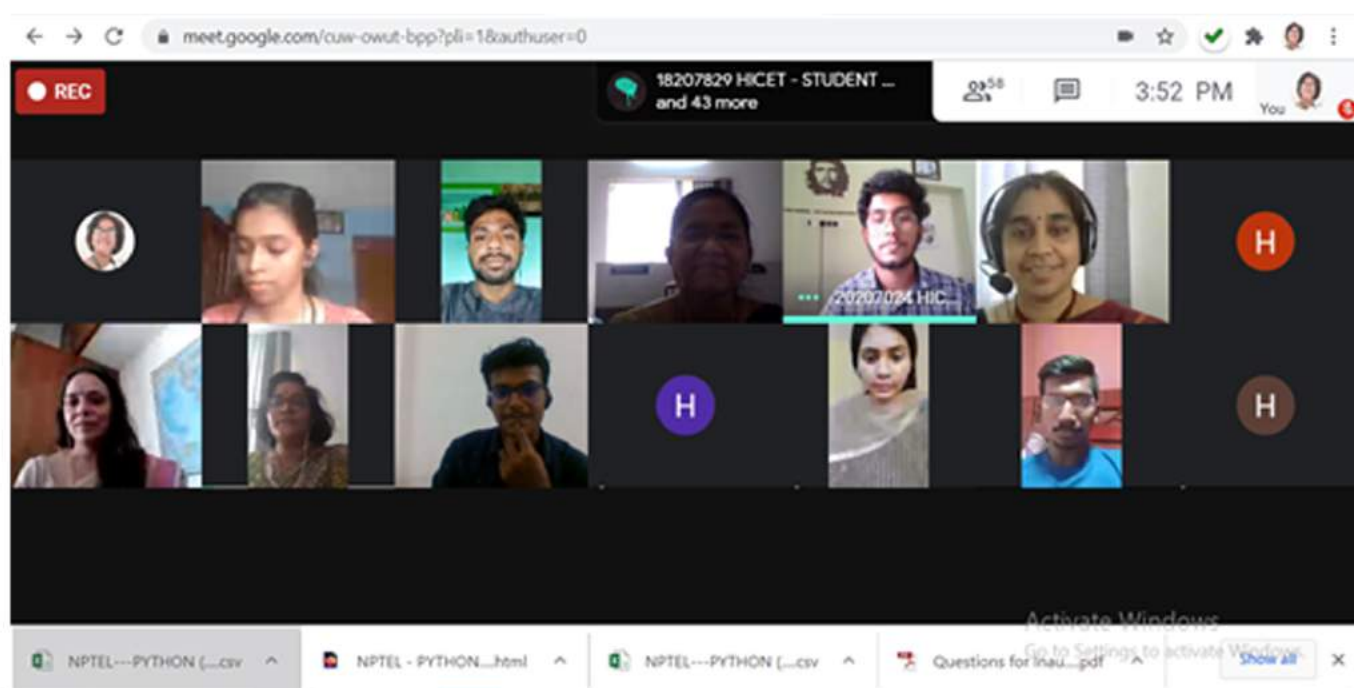 meet.google.com/cuw-owut-bpp?pli=1&authuser=0
REC
18207829 HICET - STUDENT ...
and 43 more
58
3:52 PM
You
20207024 HIC...
H
H
H
Activate Windows
Go to Settings to activate Windows.
NPTEL---PYTHON (....csv
NPTEL - PYTHON....html
NPTEL---PYTHON (....csv
Questions for Inau....pdf
Show all